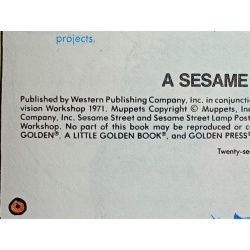 projects.
A SESAME
Published by Western Publishing Company, Inc. in conjuncti
vision Workshop 1971. Muppets Copyright © Muppets, Inc
Company, Inc. Sesame Street and Sesame Street Lamp Post
Workshop. No part of this book may be reproduced or c
GOLDEN®, A LITTLE GOLDEN BOOK®, and GOLDEN PRESS®
Twenty-se